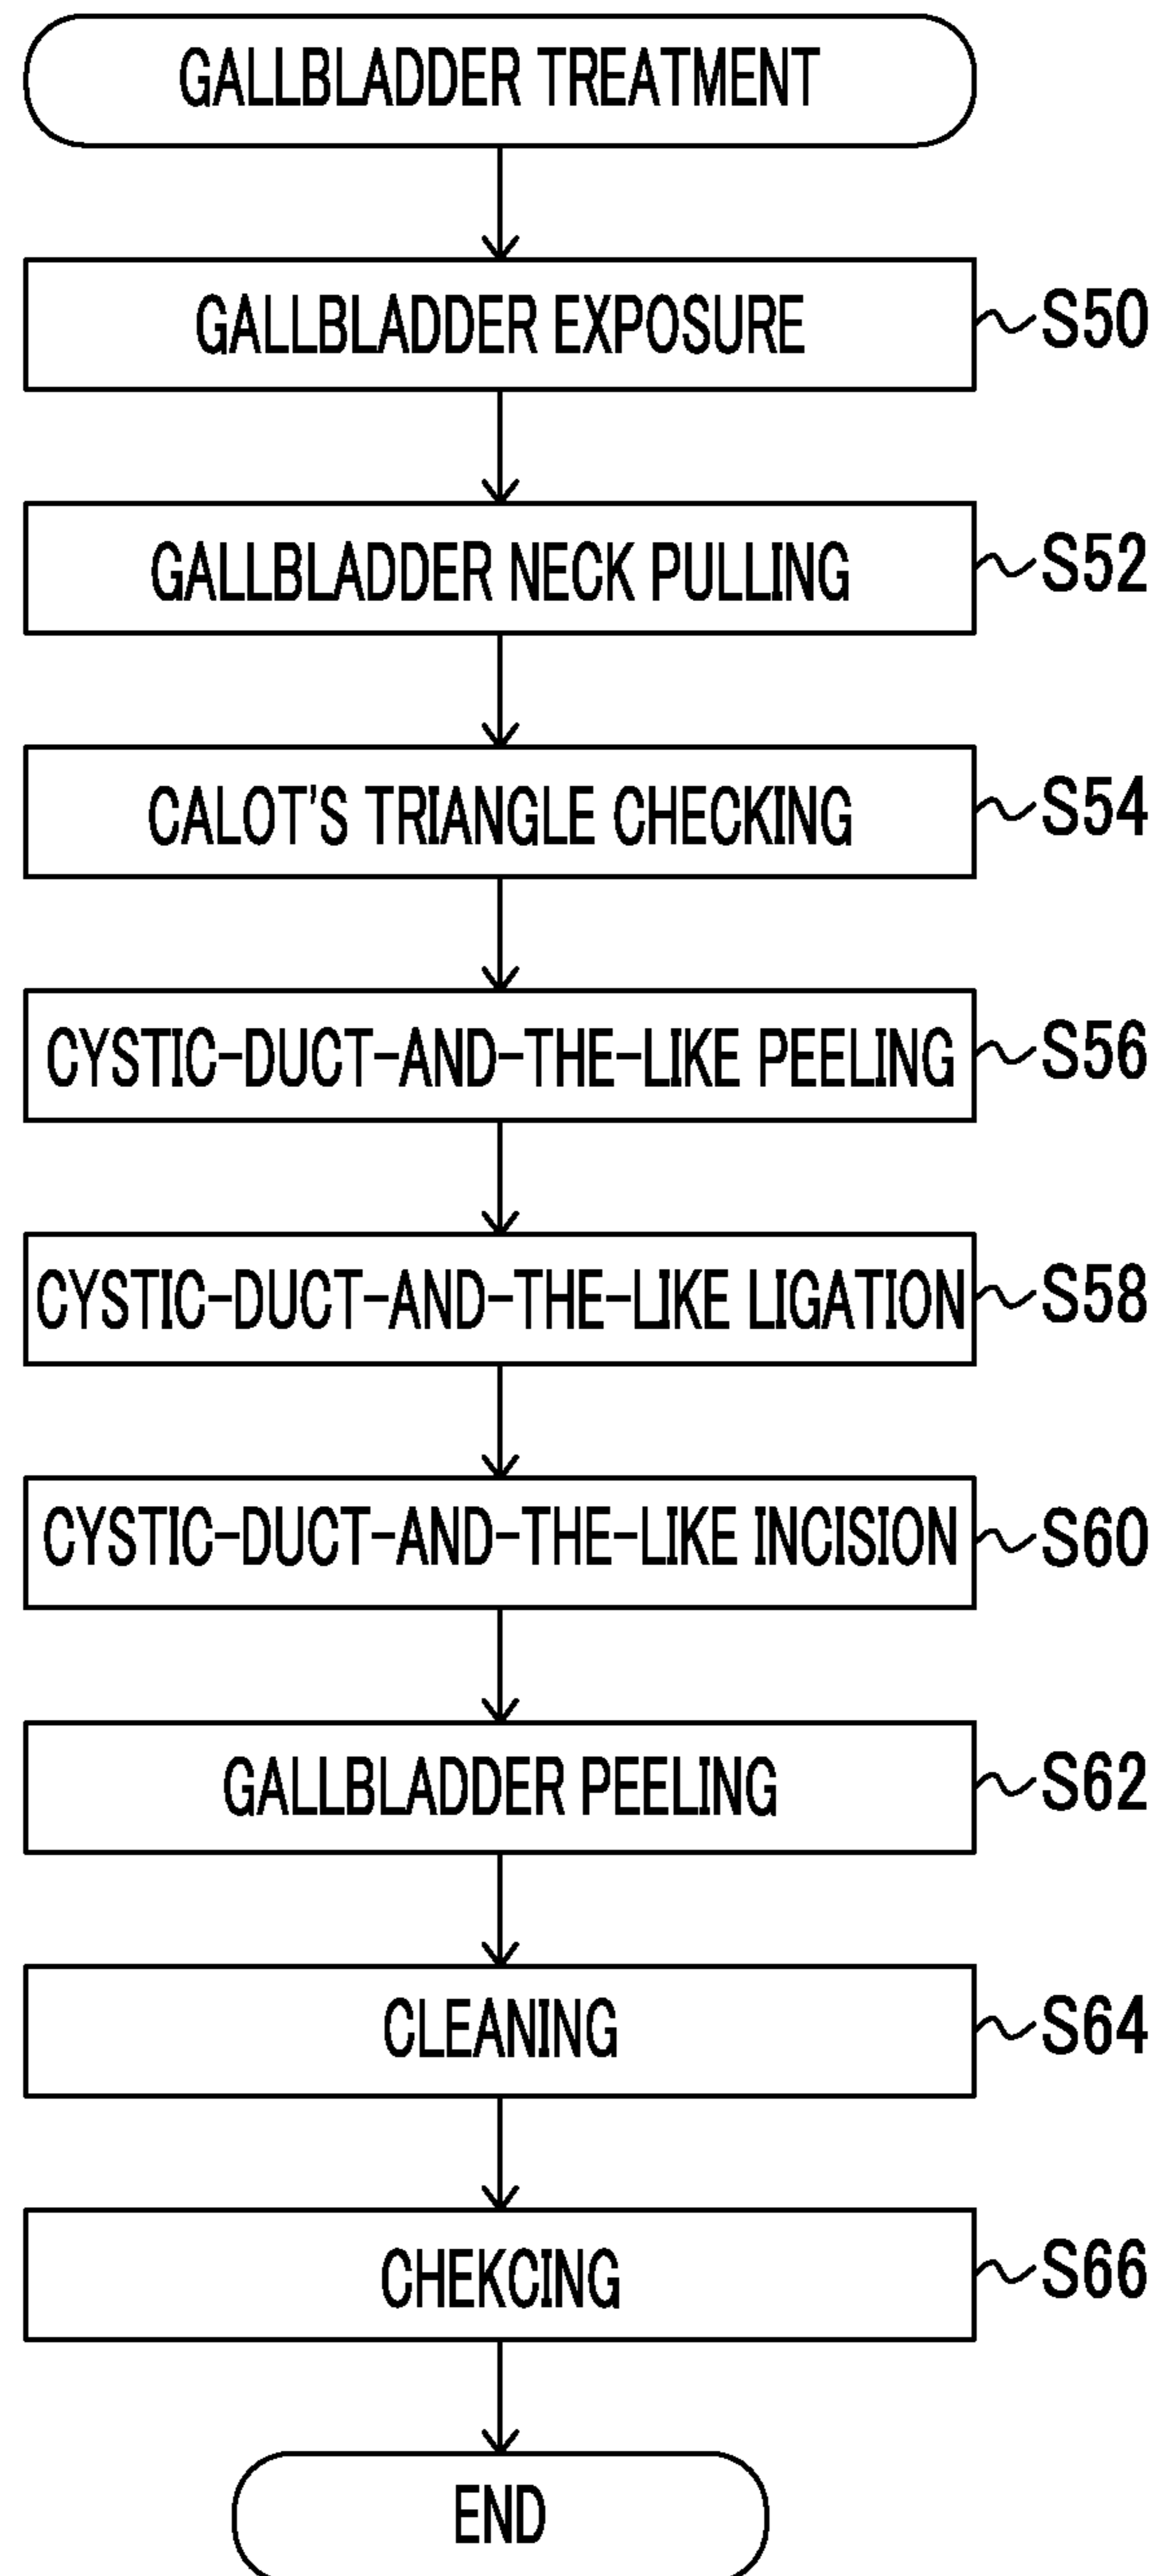 GALLBLADDER TREATMENT
GALLBLADDER EXPOSURE
S50
GALLBLADDER NECK PULLING
S52
CALOT'S TRIANGLE CHECKING
S54
CYSTIC-DUCT-AND-THE-LIKE PEELING
S56
CYSTIC-DUCT-AND-THE-LIKE LIGATION
S58
CYSTIC-DUCT-AND-THE-LIKE INCISION
S60
GALLBLADDER PEELING
S62
CLEANING
S64
CHEKCING
S66
END